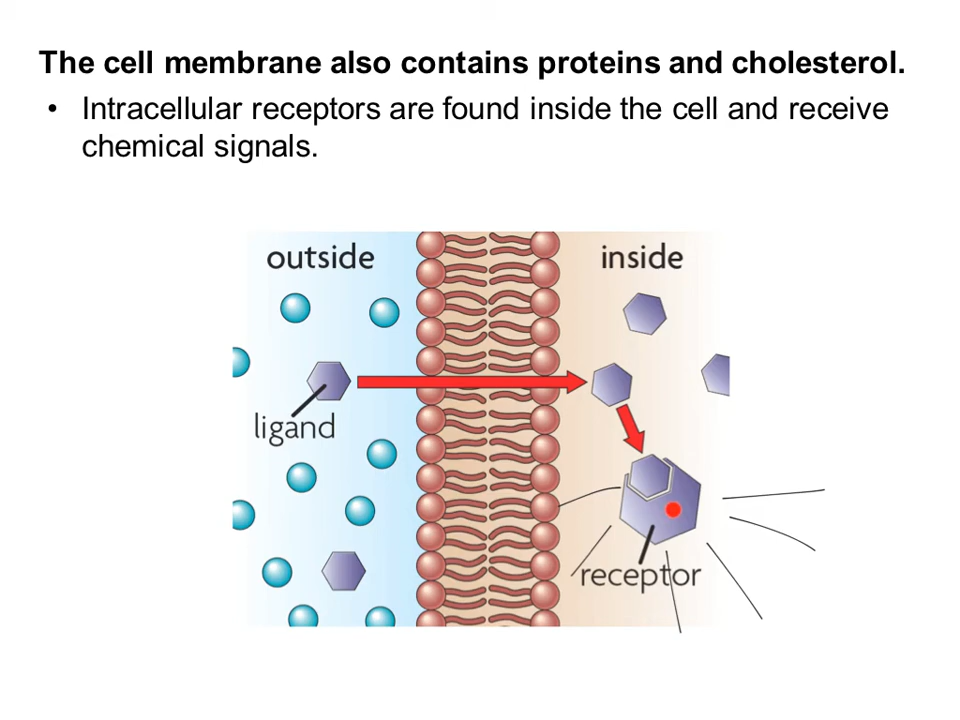 The cell membrane also contains proteins and cholesterol.
• Intracellular receptors are found inside the cell and receive
chemical signals.
outside
inside
ligand
receptor